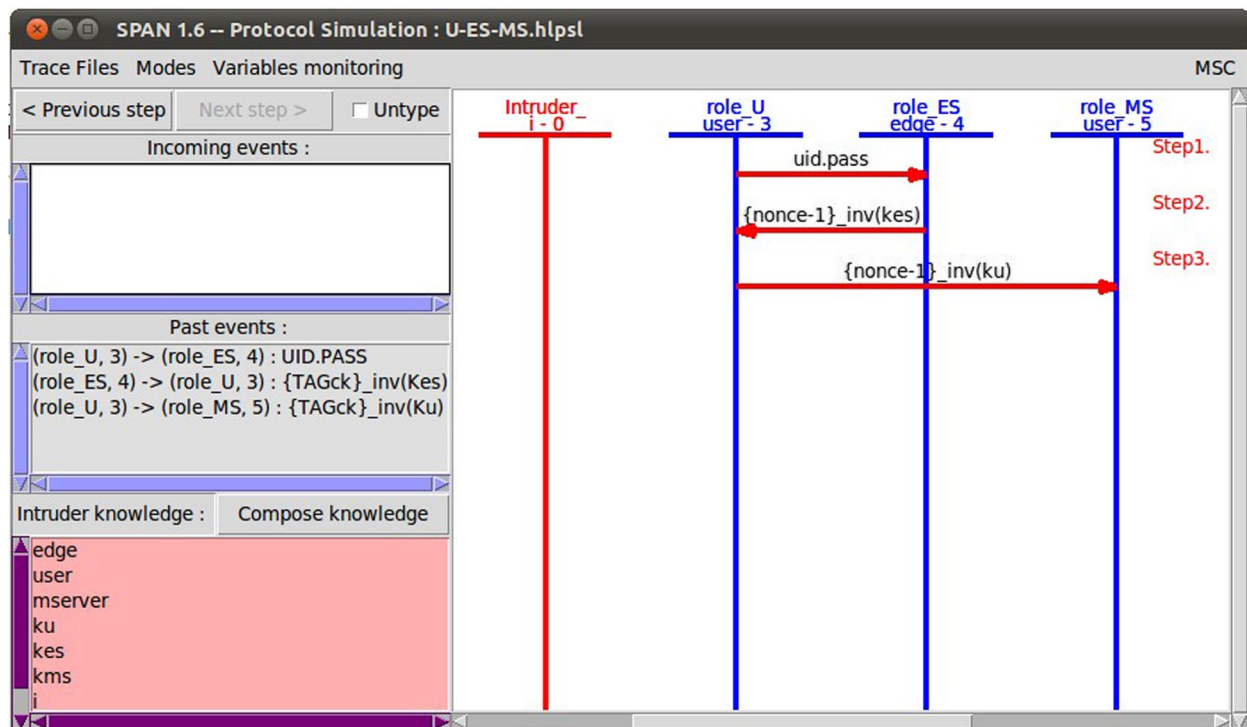 SPAN 1.6 -- Protocol Simulation : U-ES-MS.hlpsl
Trace Files Modes Variables monitoring MSC
< Previous step Next step > Untype
Incoming events :
Past events :
(role_U, 3) -> (role_ES, 4) : UID.PASS
(role_ES, 4) -> (role_U, 3) : {TAGck}_inv(Kes)
(role_U, 3) -> (role_MS, 5) : {TAGck}_inv(Ku)
Intruder knowledge : Compose knowledge
edge
user
mserver
ku
kes
kms
i
Intruder_ role_U role_ES role_MS
i - 0 user - 3 edge - 4 user - 5
Step1.
uid.pass
Step2.
{nonce-1}_inv(kes)
Step3.
{nonce-1}_inv(ku)